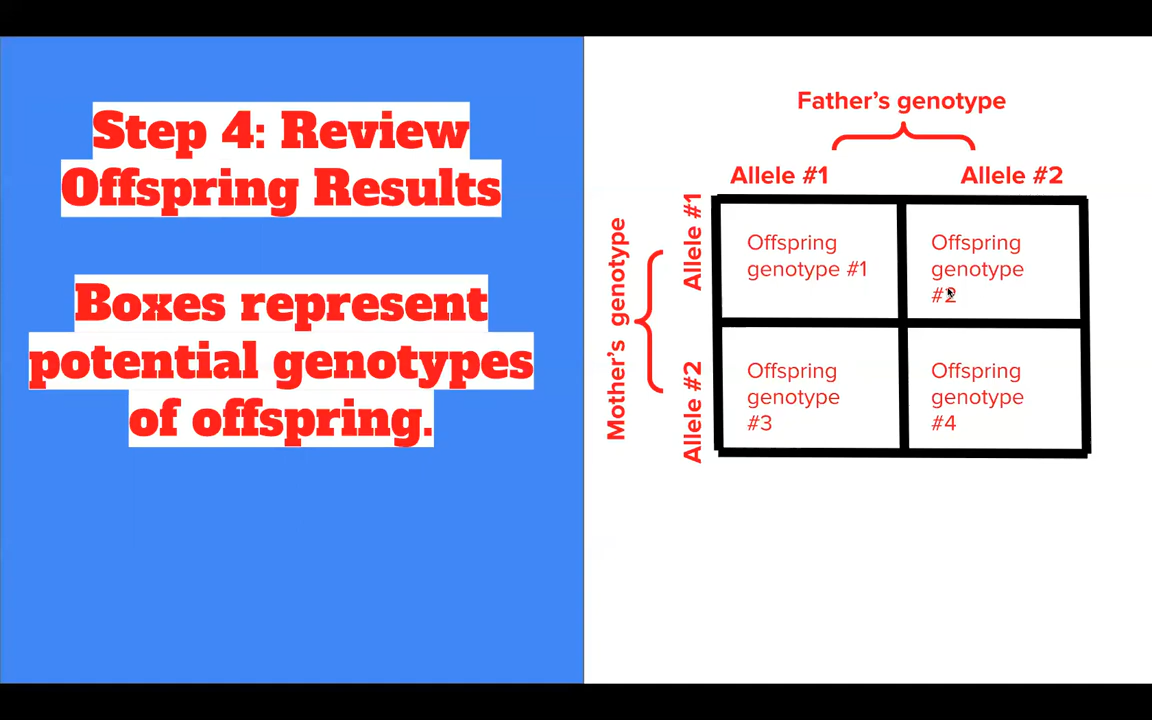 Step 4: Review
Offspring Results
Boxes represent
potential genotypes
of offspring.
Father's genotype
Allele #1
Allele #2
Mother's genotype
Allele #1
Allele #2
Offspring
genotype #1
Offspring
genotype
#2
Offspring
genotype
#3
Offspring
genotype
#4